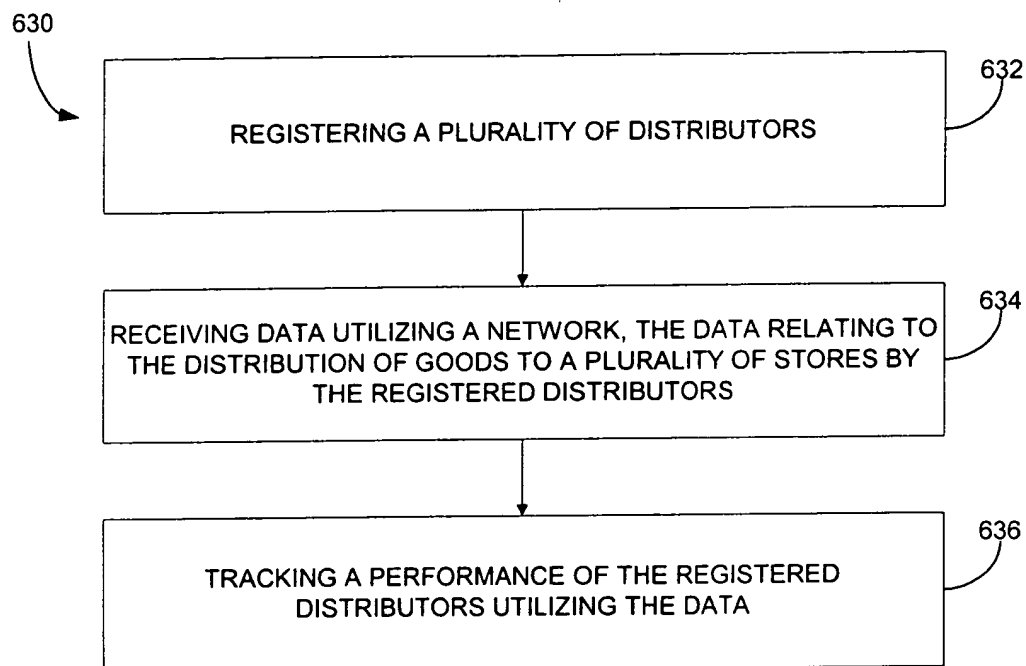 630
632
REGISTERING A PLURALITY OF DISTRIBUTORS
634
RECEIVING DATA UTILIZING A NETWORK, THE DATA RELATING TO
THE DISTRIBUTION OF GOODS TO A PLURALITY OF STORES BY
THE REGISTERED DISTRIBUTORS
636
TRACKING A PERFORMANCE OF THE REGISTERED
DISTRIBUTORS UTILIZING THE DATA